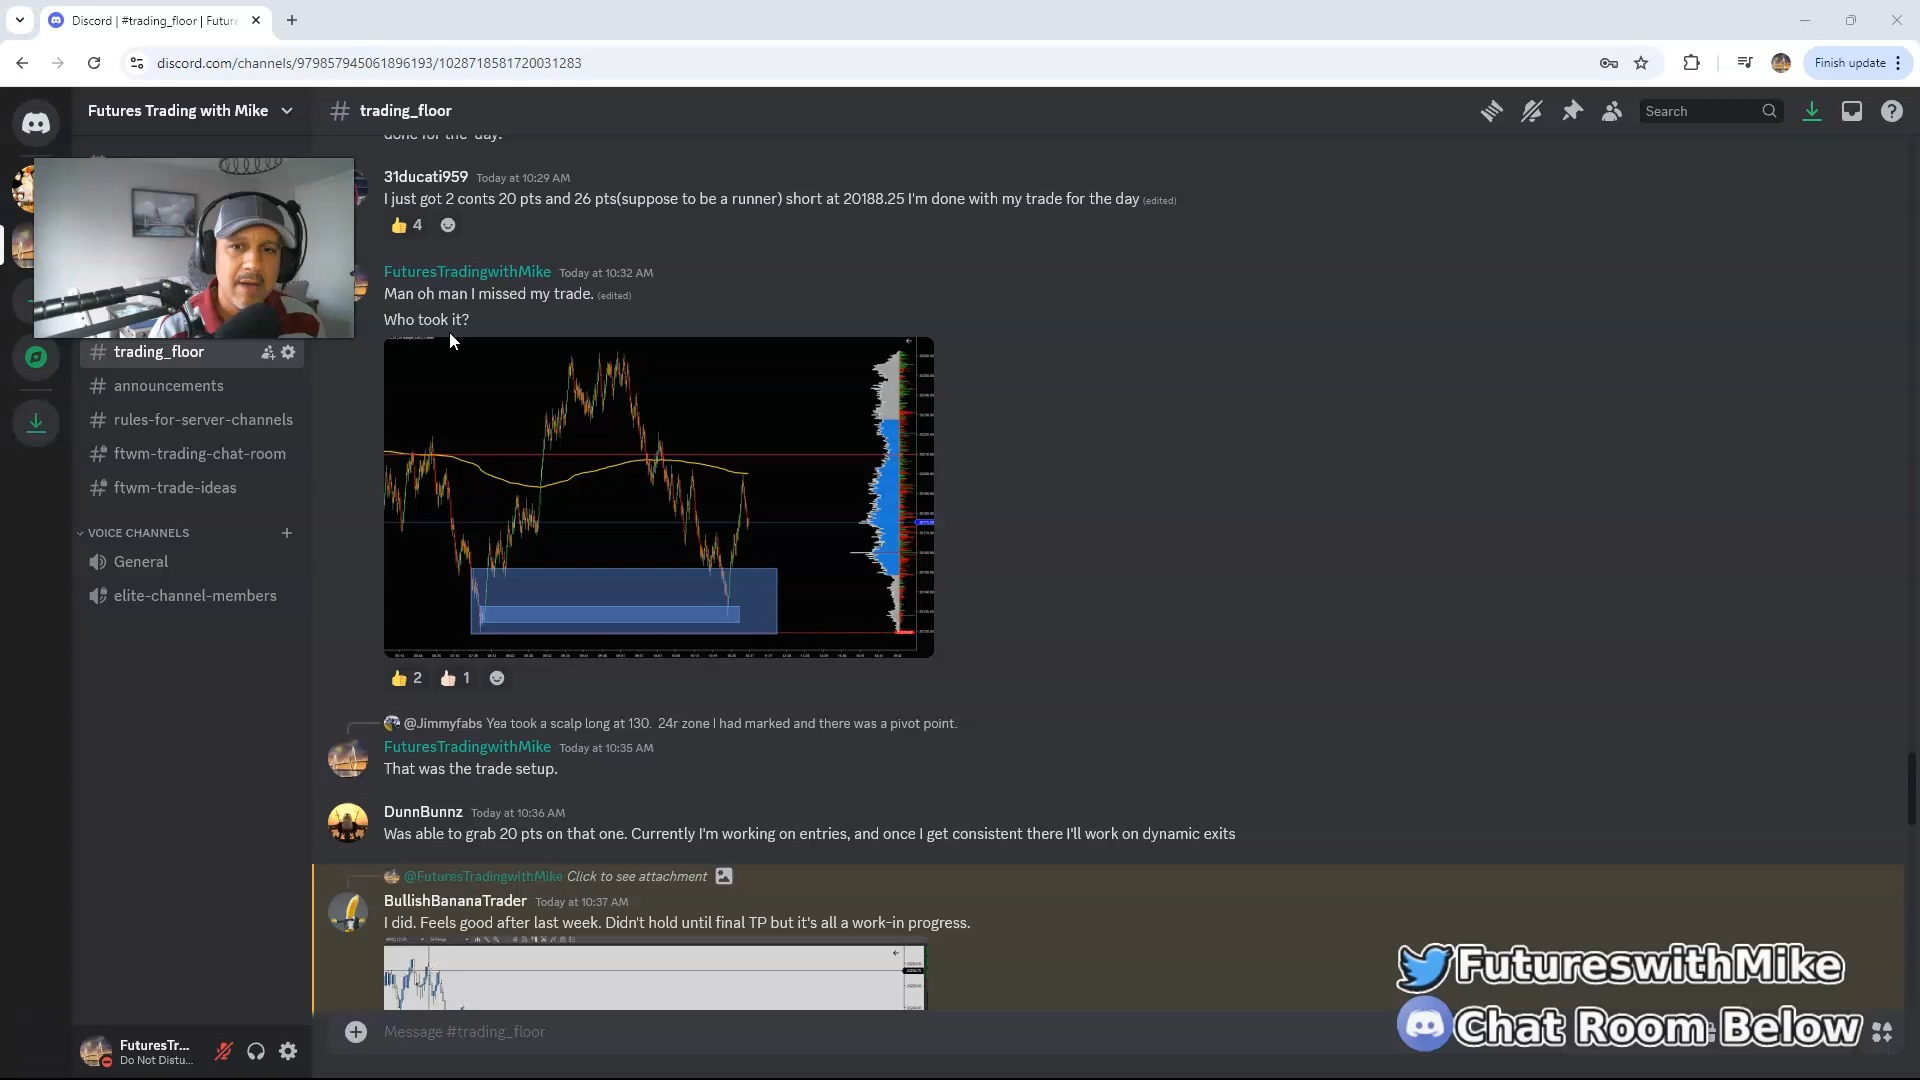 Discord | #trading_floor | Future
discord.com/channels/979857945061896193/1028718581720031283
Finish update
Futures Trading with Mike
trading_floor
Search
done for the day.
31ducati959 Today at 10:29 AM
I just got 2 conts 20 pts and 26 pts(suppose to be a runner) short at 20188.25 I'm done with my trade for the day (edited)
4
FuturesTradingwithMike Today at 10:32 AM
Man oh man I missed my trade. (edited)
Who took it?
trading_floor
announcements
rules-for-server-channels
ftwm-trading-chat-room
ftwm-trade-ideas
VOICE CHANNELS
General
elite-channel-members
2
1
@Jimmyfabs Yea took a scalp long at 130. 24r zone I had marked and there was a pivot point.
FuturesTradingwithMike Today at 10:35 AM
That was the trade setup.
DunnBunnz Today at 10:36 AM
Was able to grab 20 pts on that one. Currently I'm working on entries, and once I get consistent there I'll work on dynamic exits
@FuturesTradingwithMike Click to see attachment
BullishBananaTrader Today at 10:37 AM
I did. Feels good after last week. Didn't hold until final TP but it's all a work-in progress.
Message #trading_floor
FuturesTr...
Do Not Distu...
FutureswithMike
Chat Room Below